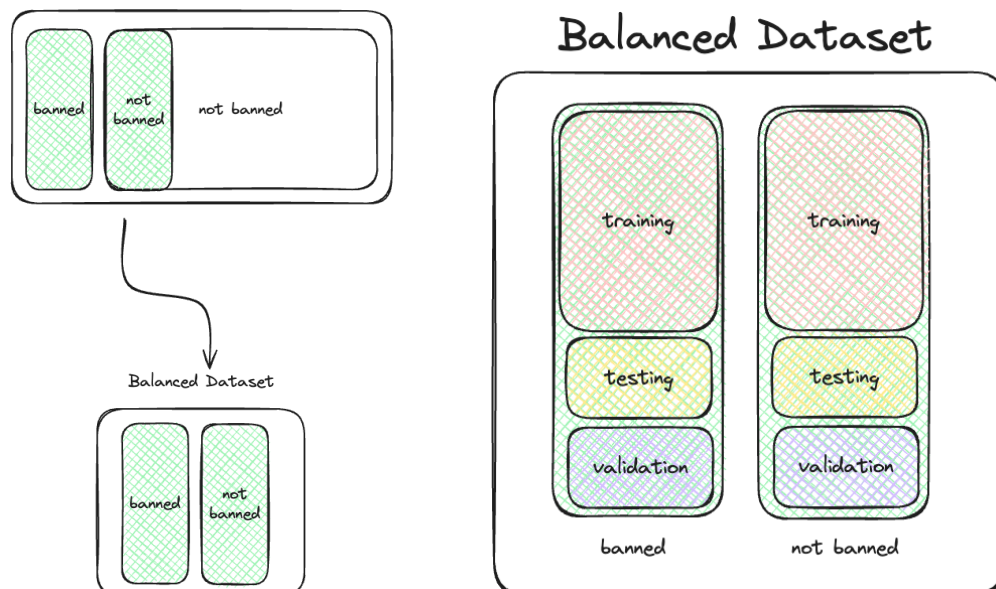 banned
not
banned
not banned
Balanced Dataset
banned
not
banned
Balanced Dataset
training
training
testing
testing
validation
validation
banned
not banned